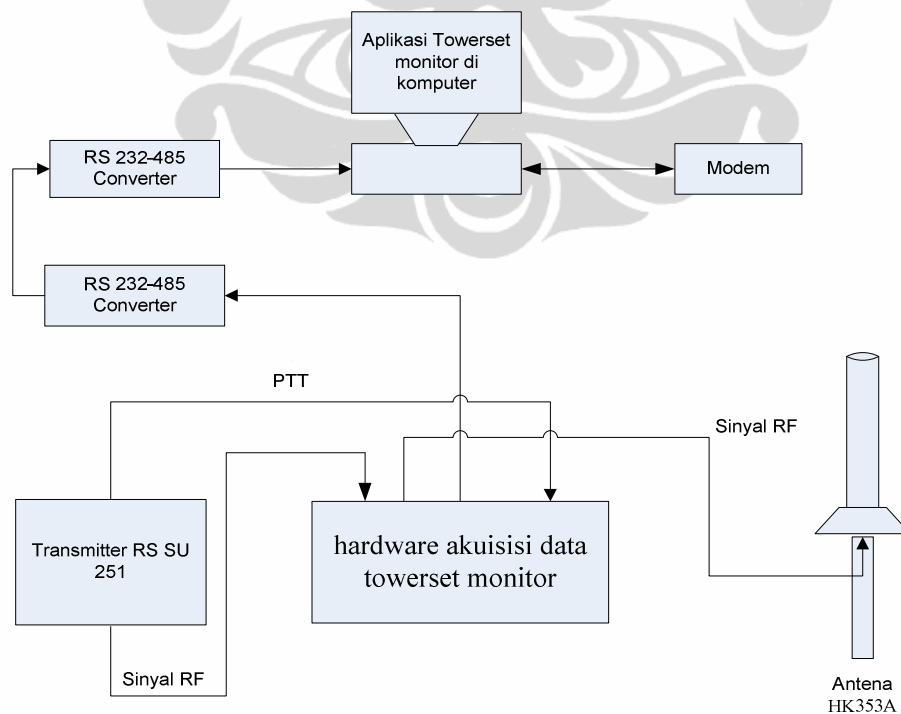 Aplikasi Towerset
monitor di
komputer
RS 232-485
Converter
Modem
RS 232-485
Converter
PTT
Sinyal RF
Transmitter RS SU
251
hardware akuisisi data
towerset monitor
Sinyal RF
Antena
HK353A